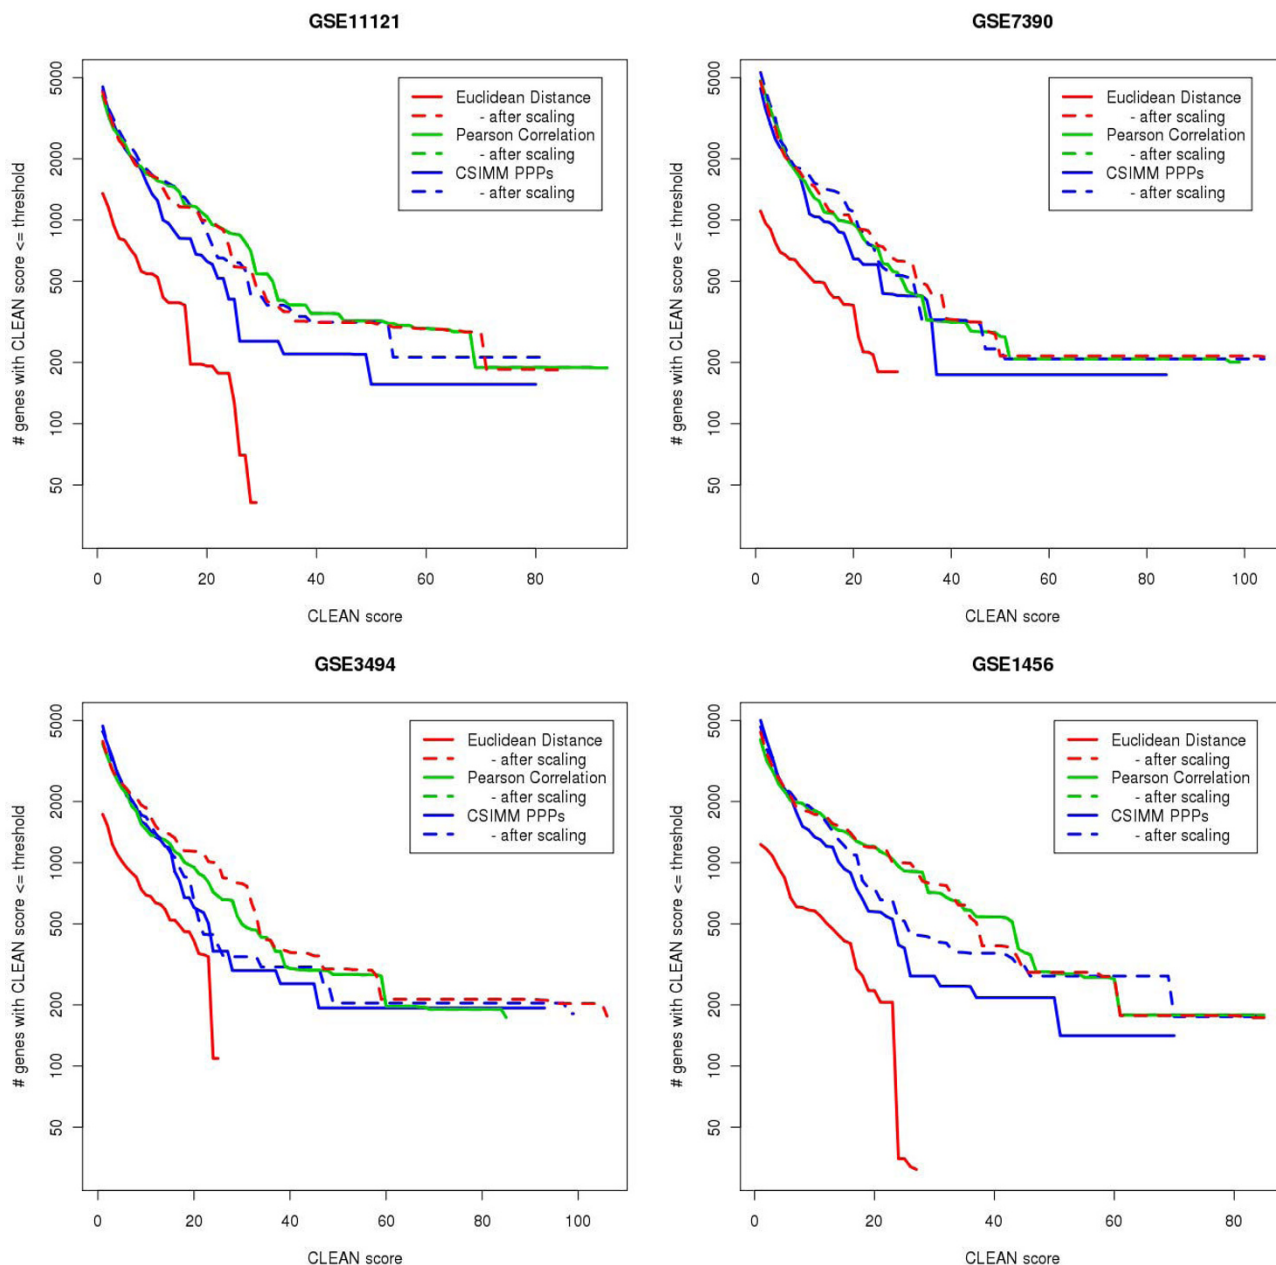 GSE11121
# genes with CLEAN score <= threshold
5000
2000
1000
500
200
100
50
Euclidean Distance
- after scaling
Pearson Correlation
- after scaling
CSIMM PPPs
- after scaling
0 20 40 60 80
CLEAN score
GSE7390
# genes with CLEAN score <= threshold
5000
2000
1000
500
200
100
50
Euclidean Distance
- after scaling
Pearson Correlation
- after scaling
CSIMM PPPs
- after scaling
0 20 40 60 80 100
CLEAN score
GSE3494
# genes with CLEAN score <= threshold
5000
2000
1000
500
200
100
50
Euclidean Distance
- after scaling
Pearson Correlation
- after scaling
CSIMM PPPs
- after scaling
0 20 40 60 80 100
CLEAN score
GSE1456
# genes with CLEAN score <= threshold
5000
2000
1000
500
200
100
50
Euclidean Distance
- after scaling
Pearson Correlation
- after scaling
CSIMM PPPs
- after scaling
0 20 40 60 80
CLEAN score